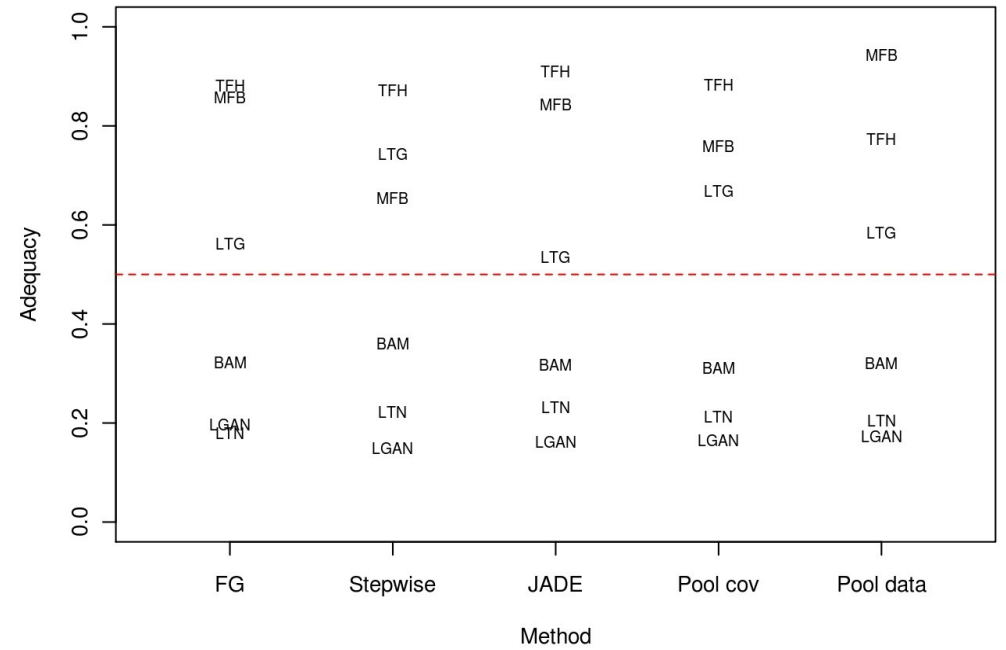 1.0
0.8
0.6
0.4
0.2
0.0
Adequacy
TFH
MFB
LTG
BAM
LGAN
LTN
TFH
LTG
MFB
BAM
LTN
LGAN
TFH
MFB
LTG
BAM
LTN
LGAN
TFH
MFB
LTG
BAM
LTN
LGAN
MFB
TFH
LTG
BAM
LTN
LGAN
FG
Stepwise
JADE
Pool cov
Pool data
Method